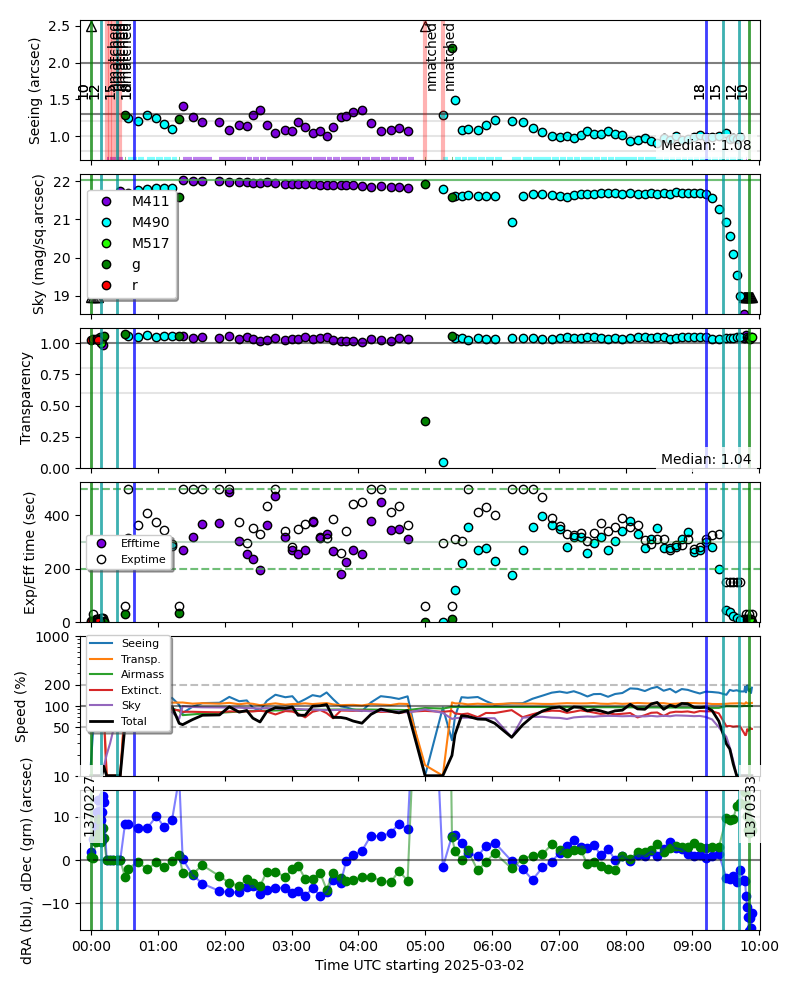 2.5
2.0
1.5
1.0
Seeing (arcsec)
10
12
15
18
nmatched
nmatched
nmatched
nmatched
18
15
12
10
Median: 1.08
22
21
20
19
Sky (mag/sq.arcsec)
M411
M490
M517
g
r
1.00
0.75
0.50
0.25
0.00
Transparency
Median: 1.04
400
200
0
Exp/Eff time (sec)
Efftime
Exptime
1000
200
100
50
10
Speed (%)
Seeing
Transp.
Airmass
Extinct.
Sky
Total
10
0
−10
dRA (blu), dDec (grn) (arcsec)
1370227
1370333
00:00 01:00 02:00 03:00 04:00 05:00 06:00 07:00 08:00 09:00 10:00
Time UTC starting 2025-03-02